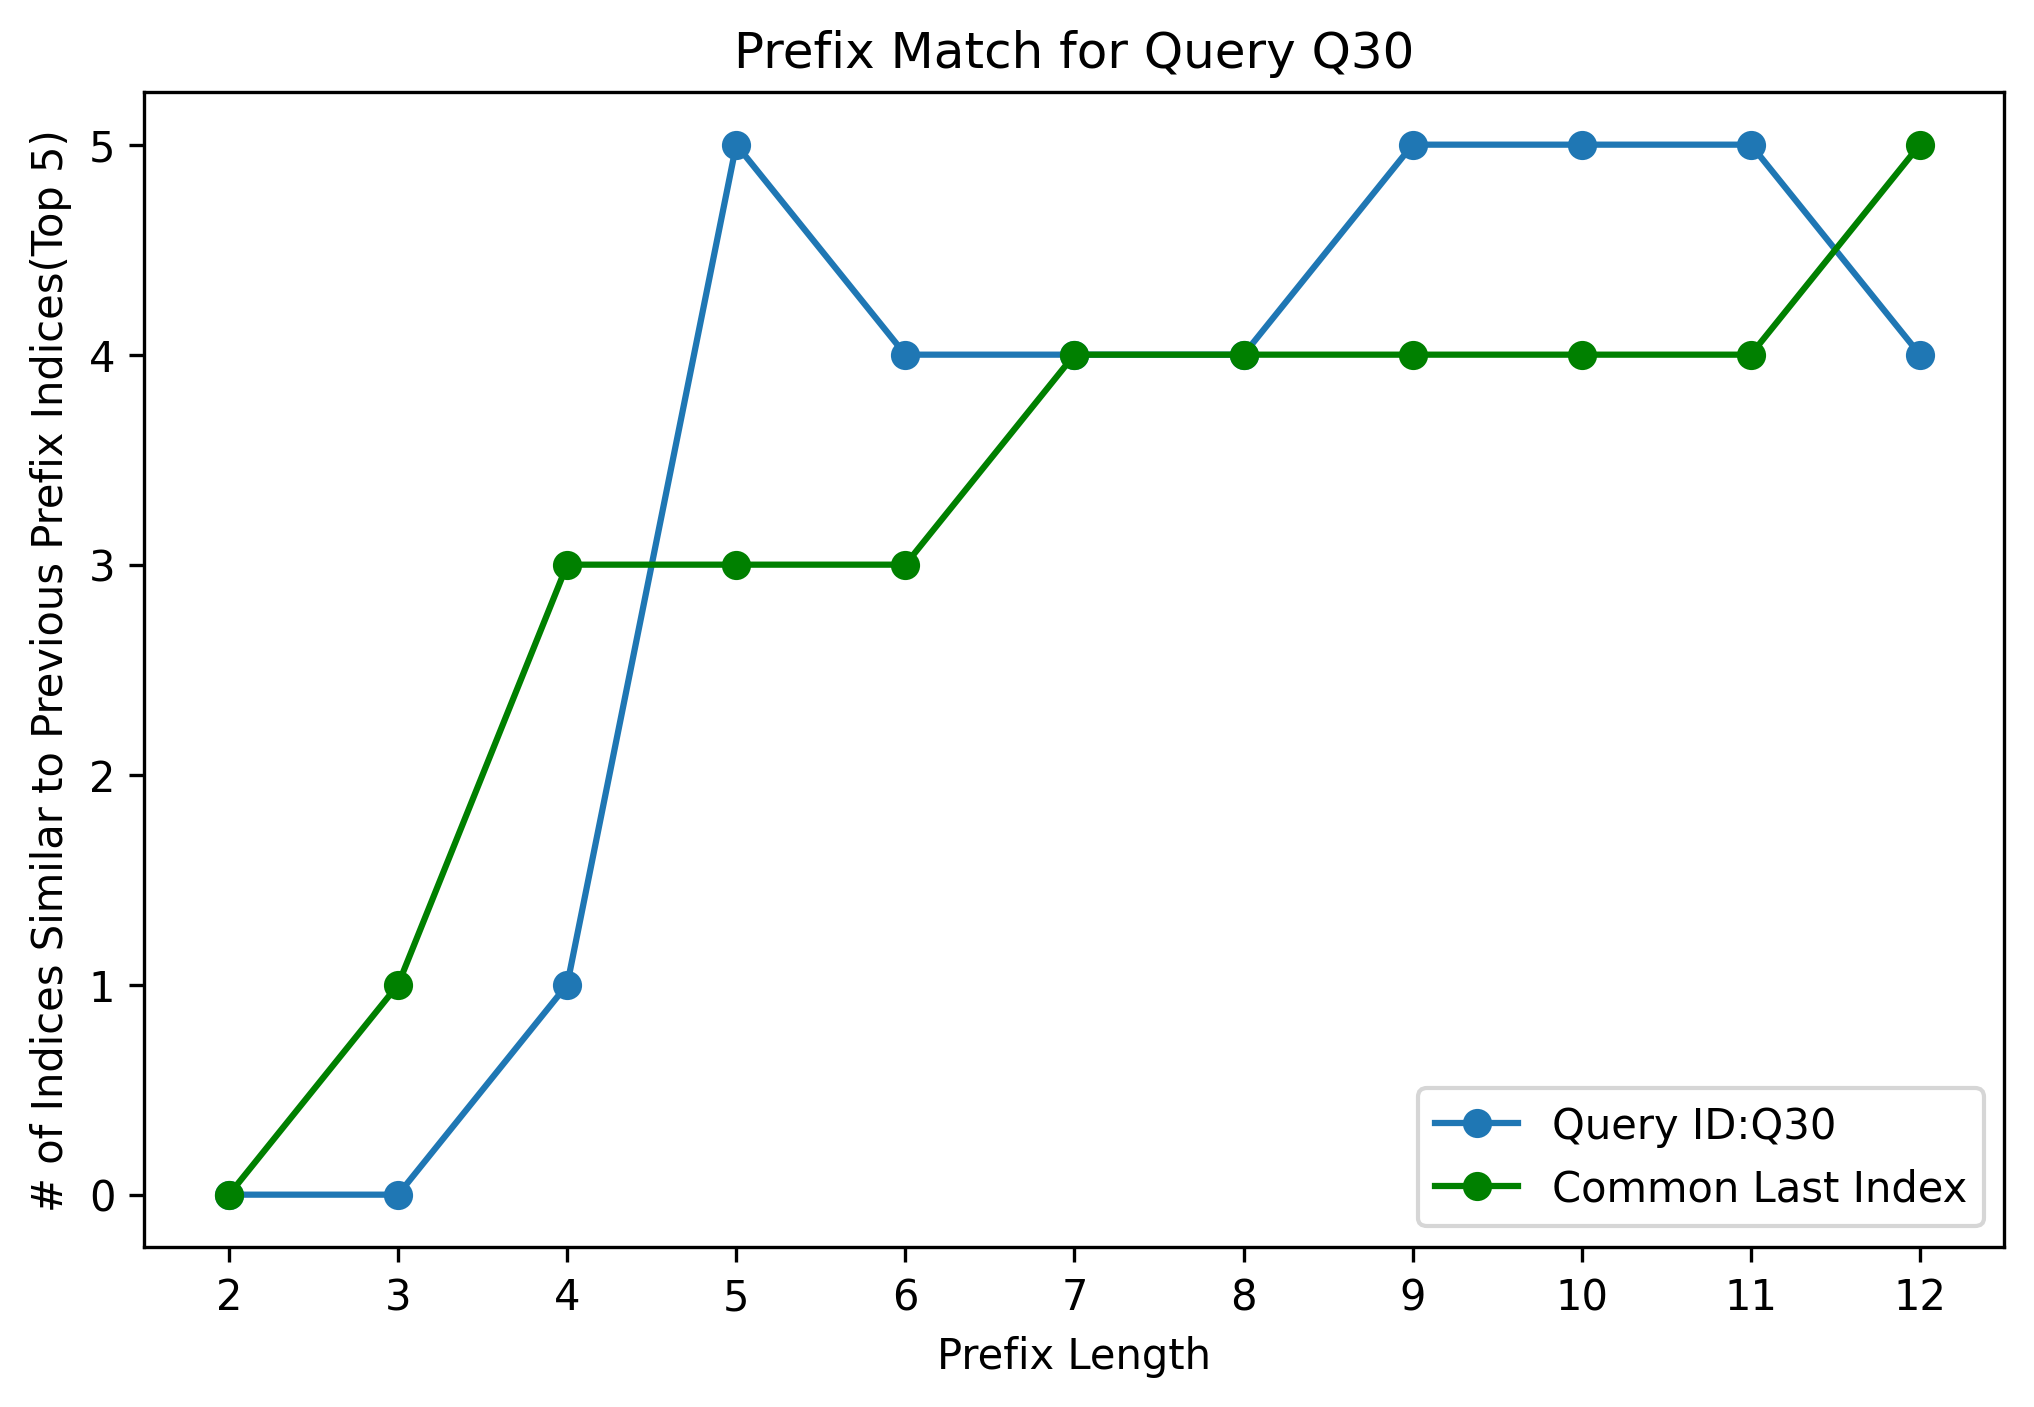 Prefix Match for Query Q30
# of Indices Similar to Previous Prefix Indices(Top 5)
5
4
3
2
1
0
2 3 4 5 6 7 8 9 10 11 12
Prefix Length
Query ID:Q30
Common Last Index